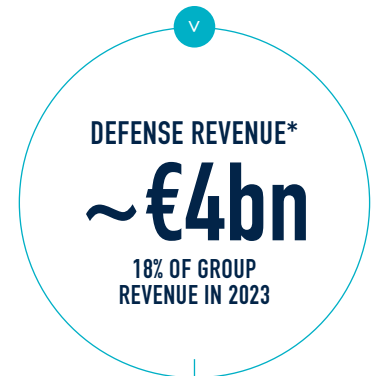 V
DEFENSE REVENUE*
~€4bn
18% OF GROUP
REVENUE IN 2023